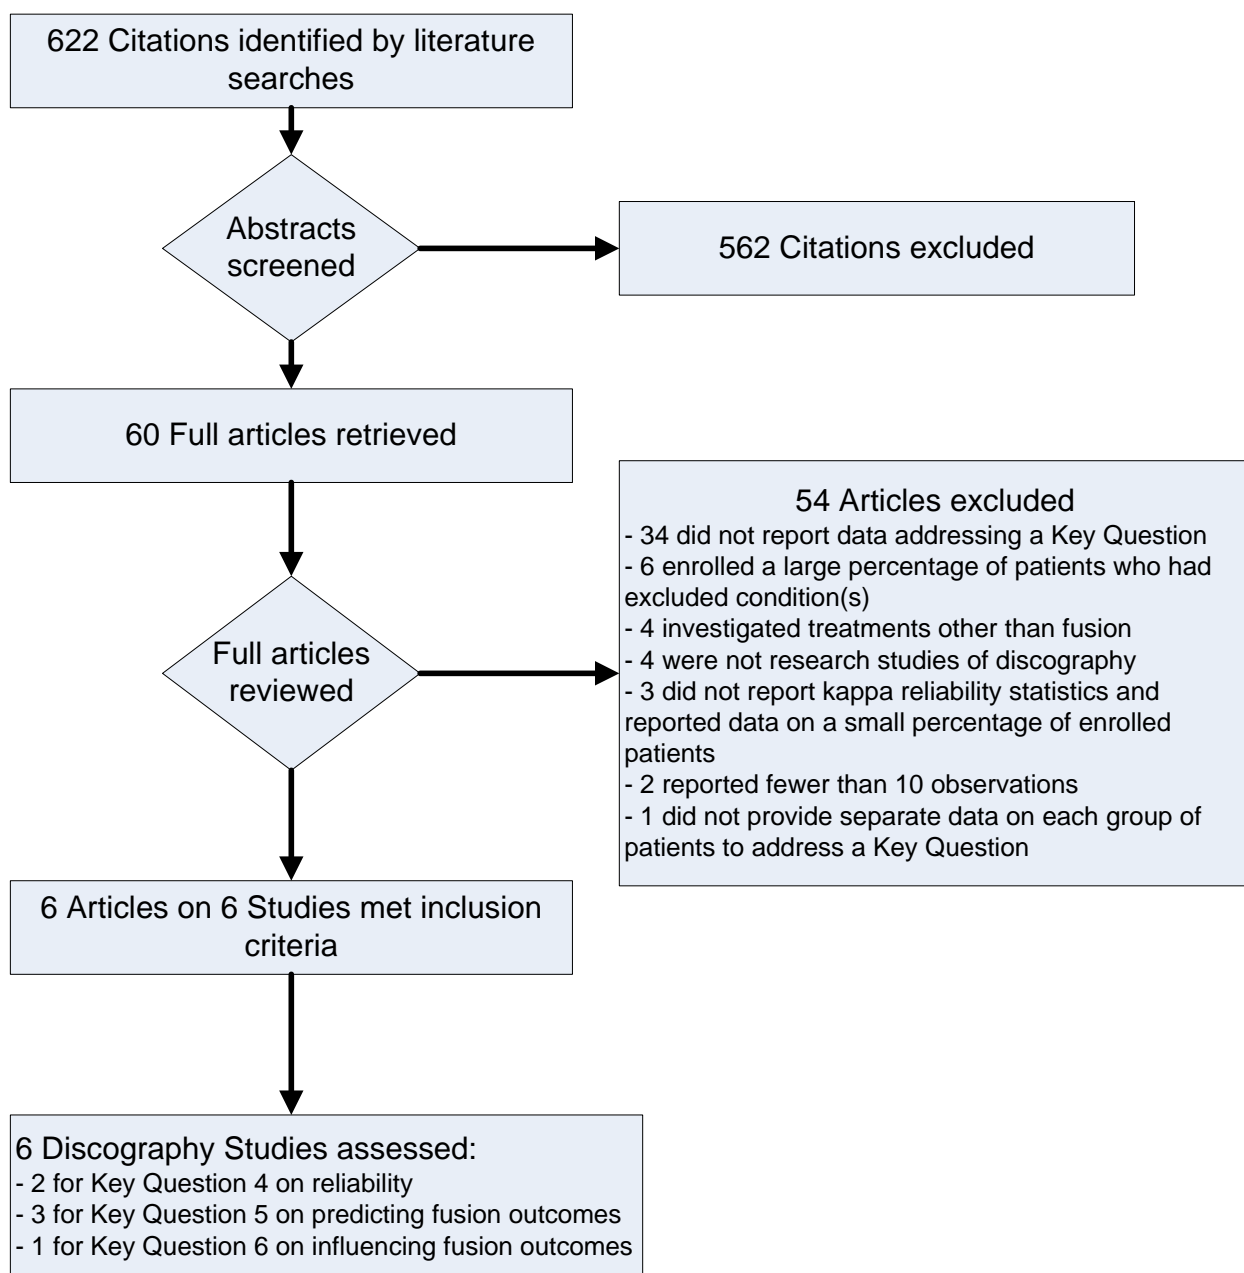 622 Citations identified by literature
searches
Abstracts
screened
562 Citations excluded
60 Full articles retrieved
Full articles
reviewed
54 Articles excluded
- 34 did not report data addressing a Key Question
- 6 enrolled a large percentage of patients who had
excluded condition(s)
- 4 investigated treatments other than fusion
- 4 were not research studies of discography
- 3 did not report kappa reliability statistics and
reported data on a small percentage of enrolled
patients
- 2 reported fewer than 10 observations
- 1 did not provide separate data on each group of
patients to address a Key Question
6 Articles on 6 Studies met inclusion
criteria
6 Discography Studies assessed:
- 2 for Key Question 4 on reliability
- 3 for Key Question 5 on predicting fusion outcomes
- 1 for Key Question 6 on influencing fusion outcomes